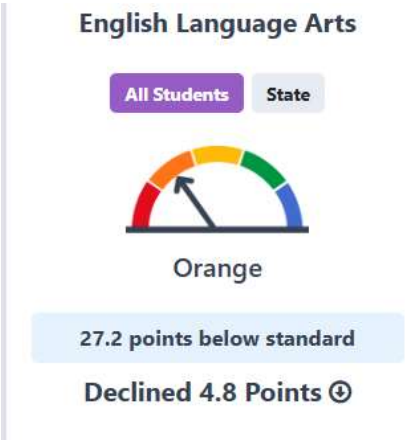 English Language Arts
All Students State
Orange
27.2 points below standard
Declined 4.8 Points